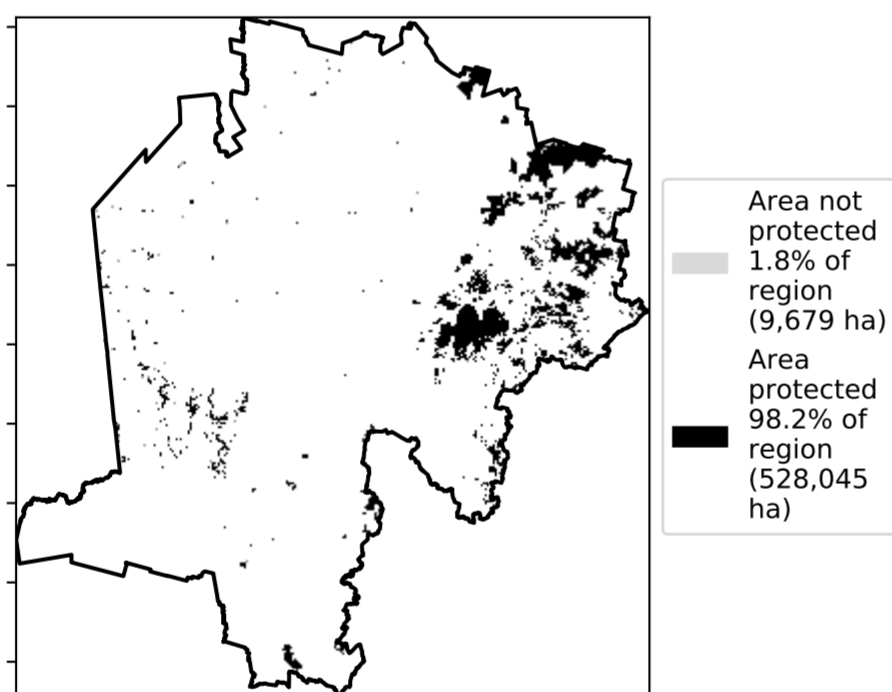 Area not
protected
1.8% of
region
(9,679 ha)
Area
protected
98.2% of
region
(528,045
ha)